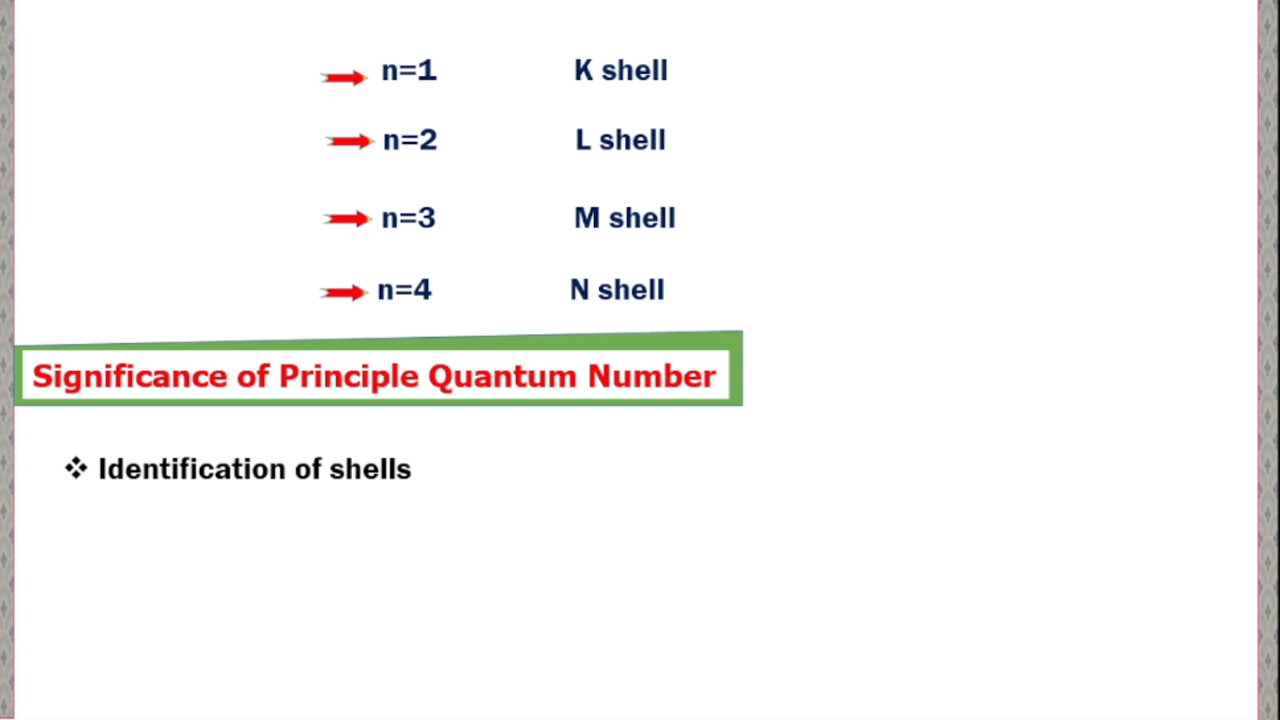 n=1 K shell
n=2 L shell
n=3 M shell
n=4 N shell
Significance of Principle Quantum Number
Identification of shells